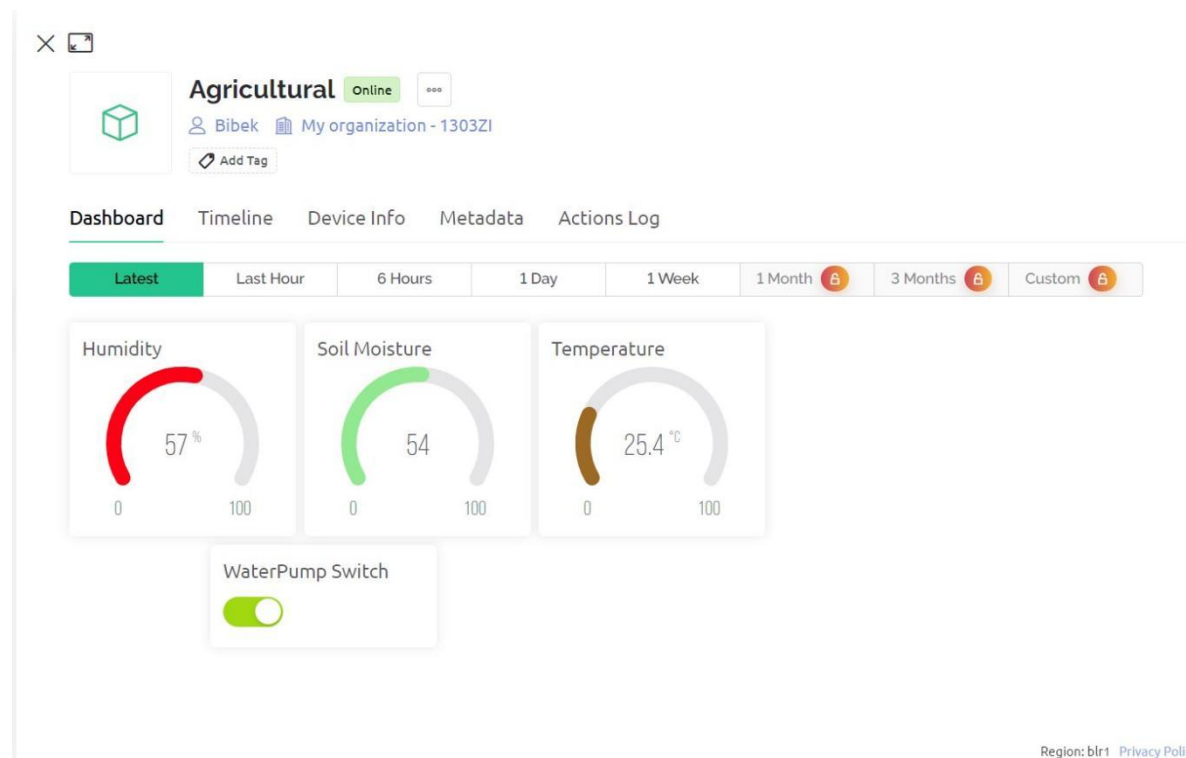 Agricultural Online
Bibek My organization - 1303ZI
Add Tag
Dashboard Timeline Device Info Metadata Actions Log
Latest Last Hour 6 Hours 1 Day 1 Week 1 Month 3 Months Custom
Humidity Soil Moisture Temperature
57 % 54 25.4 °C
0 100 0 100 0 100
WaterPump Switch
Region: blr1 Privacy Poli